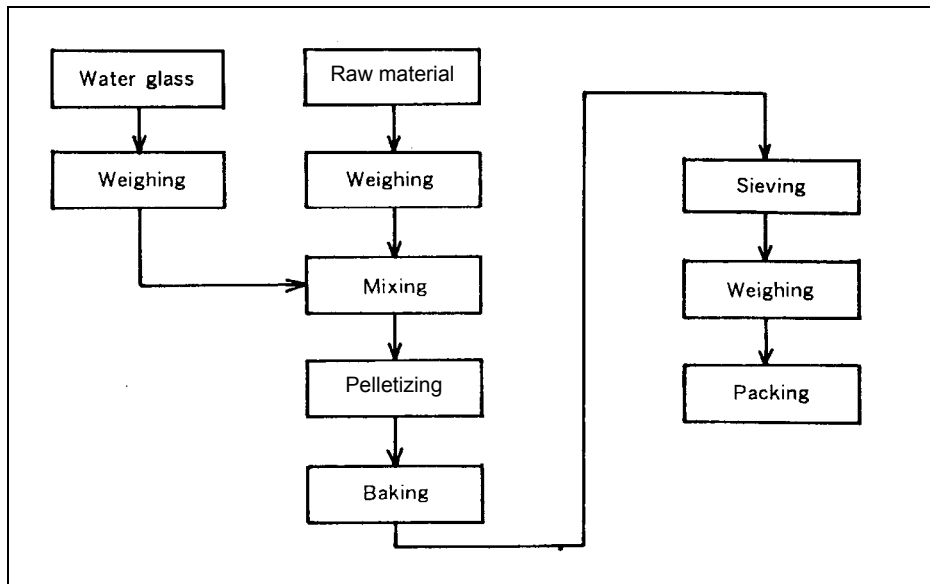 Water glass
Raw material
Weighing
Weighing
Mixing
Pelletizing
Baking
Sieving
Weighing
Packing